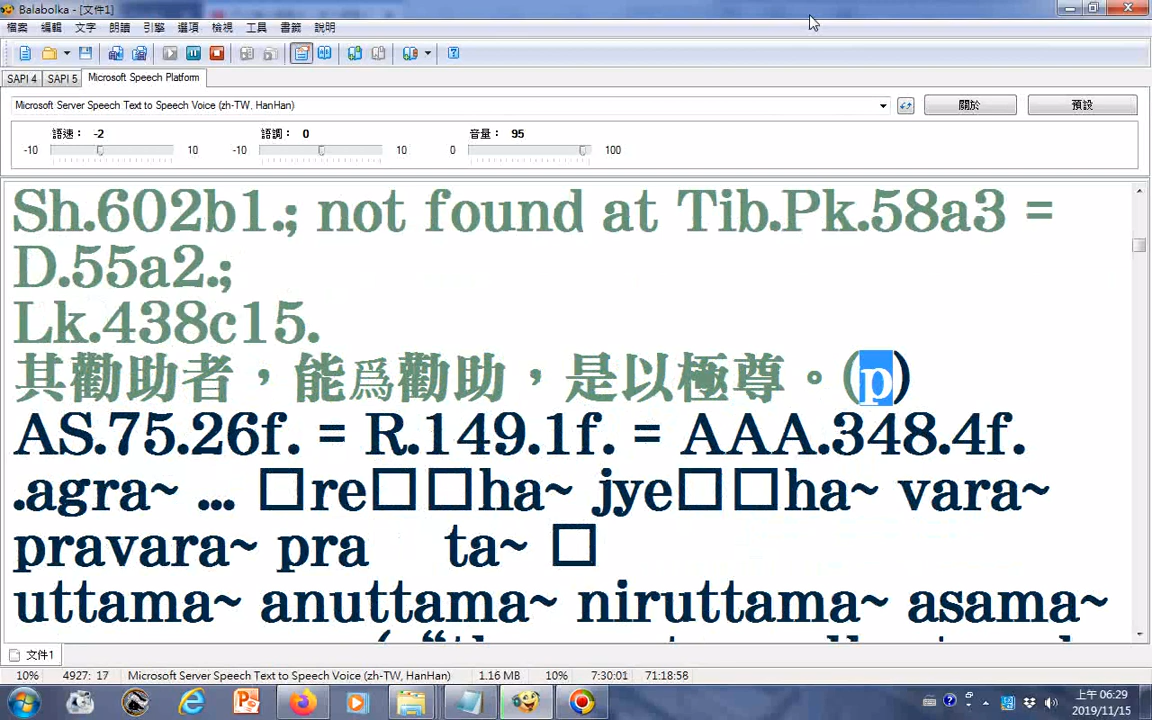 Balabolka - [文件1]
檔案 編輯 文字 朗讀 引擎 選項 檢視 工具 書籤 說明
SAPI 4 SAPI 5 Microsoft Speech Platform
Microsoft Server Speech Text to Speech Voice (zh-TW, HanHan) 關於 預設
語速： -2 語調： 0 音量： 95
-10 10 -10 10 0 100
Sh.602b1.; not found at Tib.Pk.58a3 =
D.55a2.;
Lk.438c15.
其勸助者，能爲勸助，是以極尊。(p)
AS.75.26f. = R.149.1f. = AAA.348.4f.
.agra~ ... □re□□ha~ jye□□ha~ vara~
pravara~ pra ta~ □
uttama~ anuttama~ niruttama~ asama~
文件1
10% 4927: 17 Microsoft Server Speech Text to Speech Voice (zh-TW, HanHan) 1.16 MB 10% 7:30:01 71:18:58
上午 06:29
2019/11/15